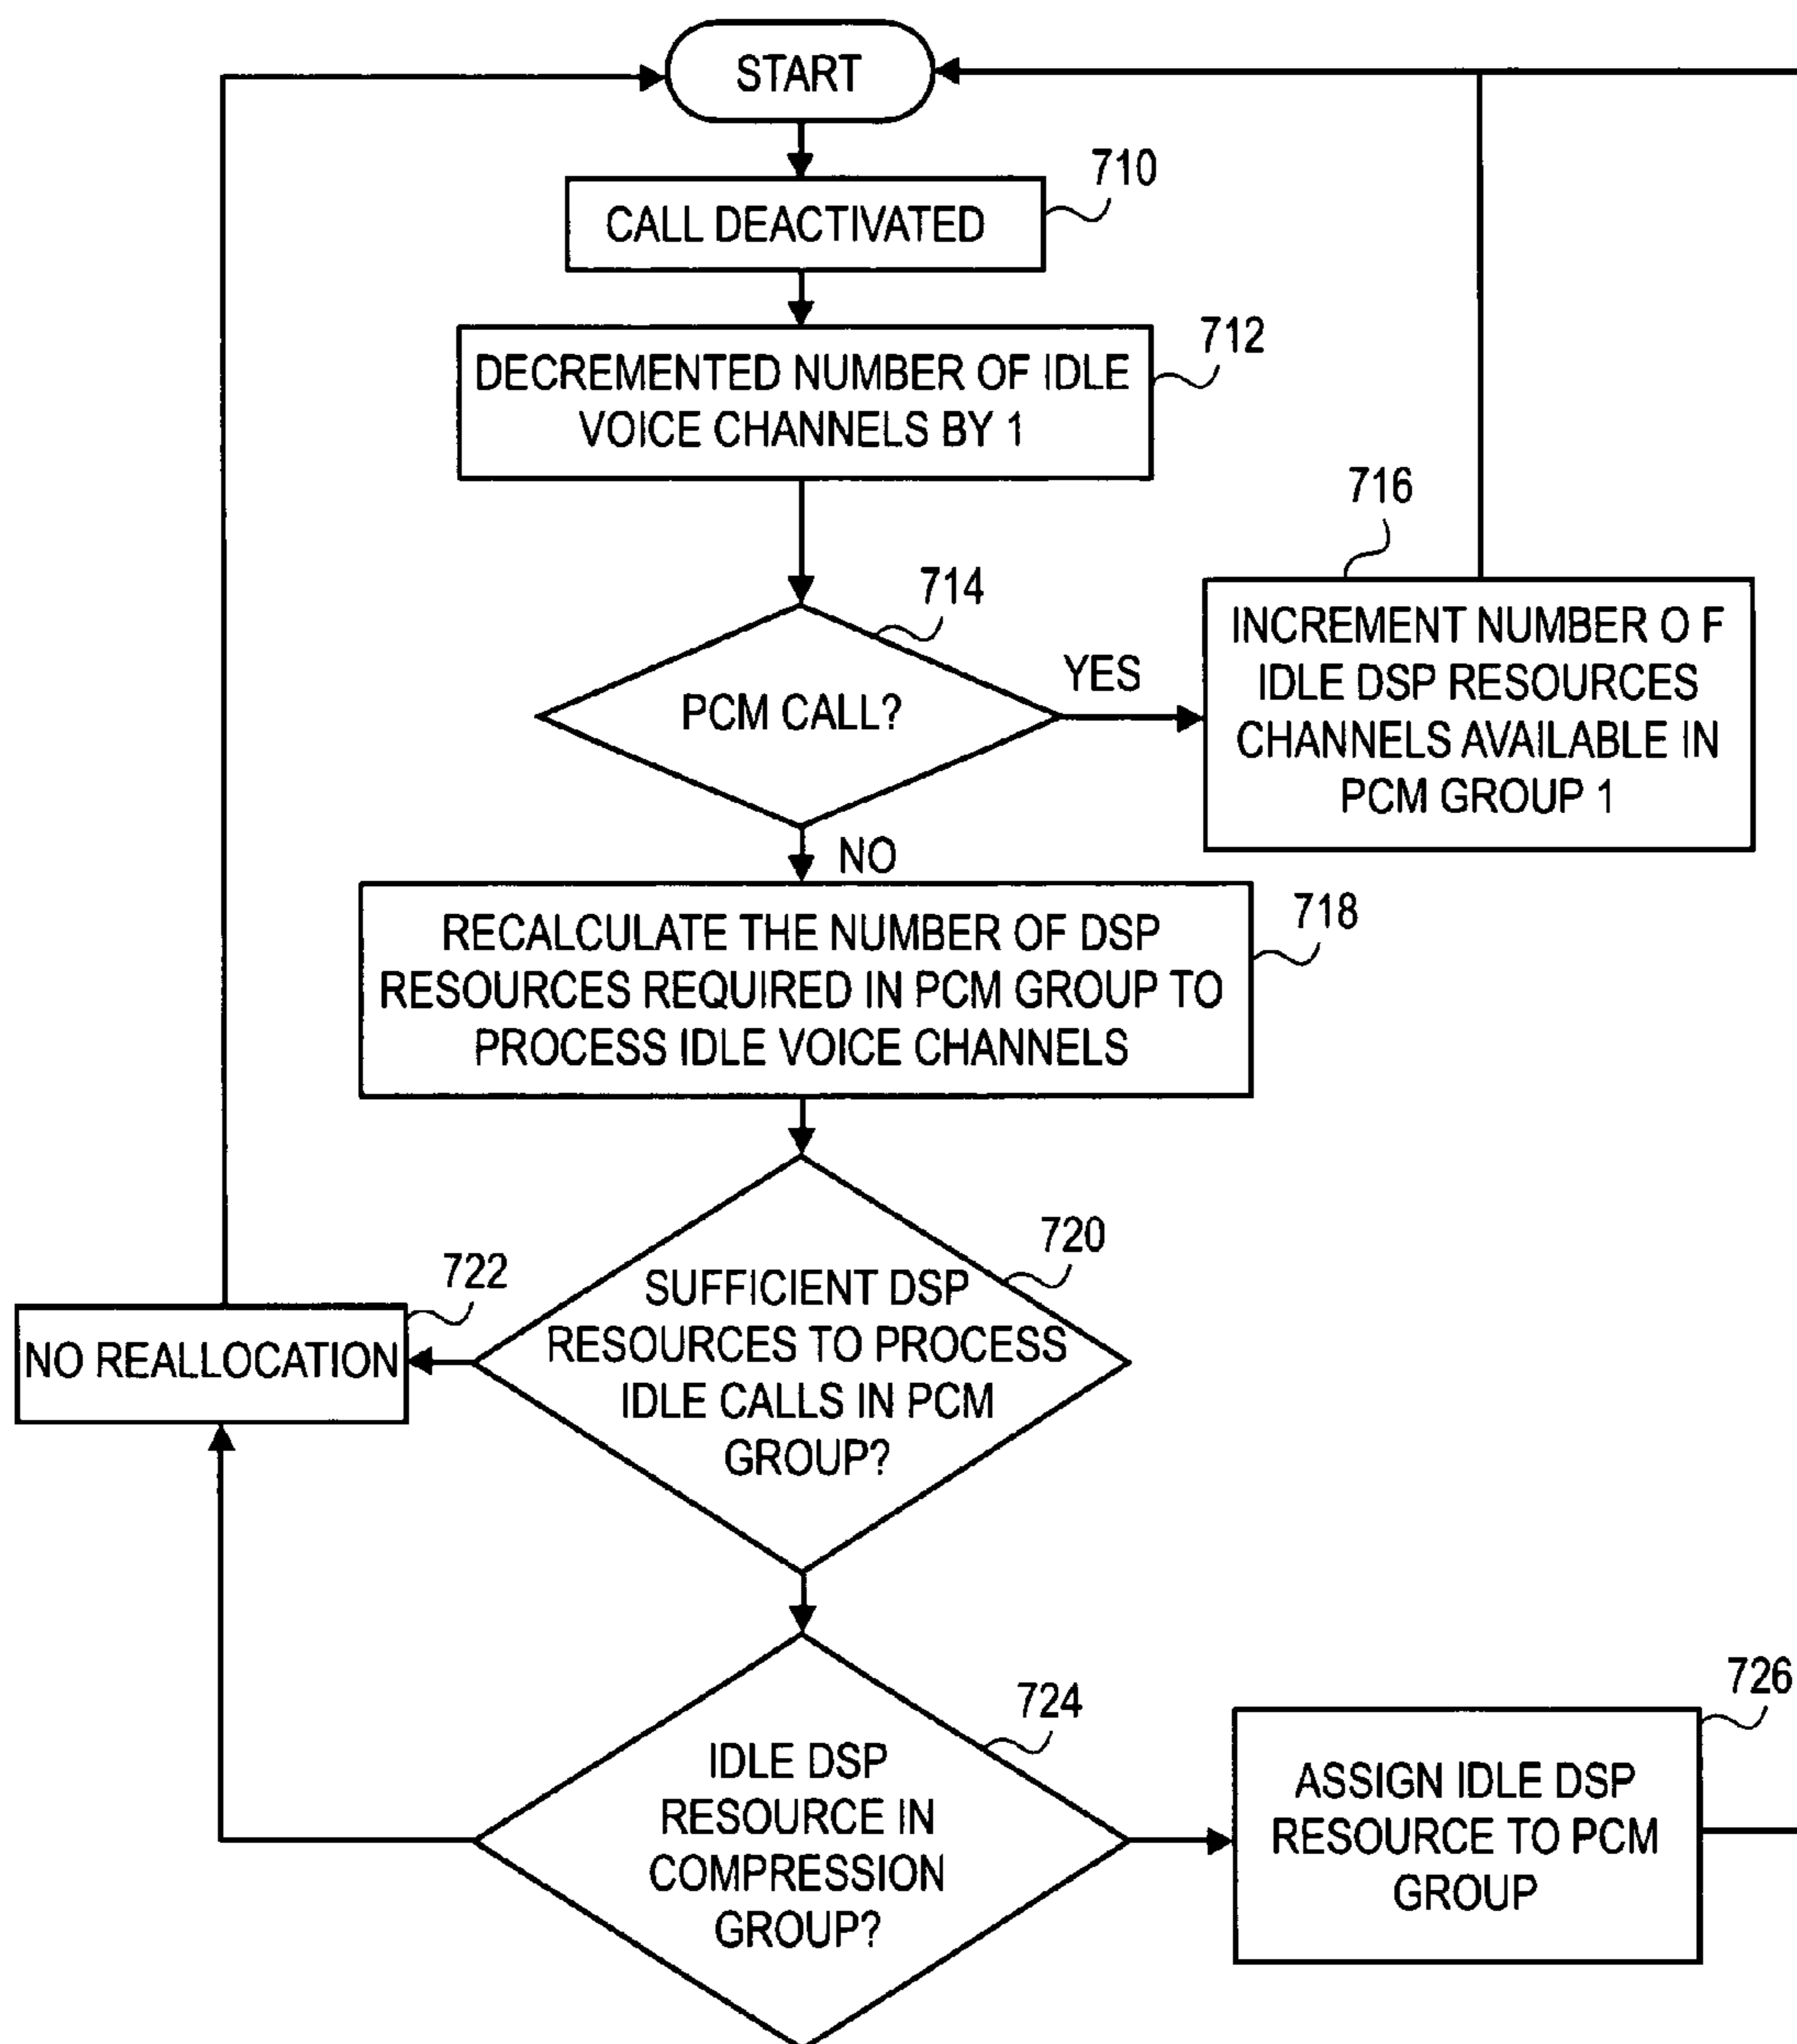 START
710
CALL DEACTIVATED
712
DECREMENTED NUMBER OF IDLE
VOICE CHANNELS BY 1
714
PCM CALL?
YES
716
INCREMENT NUMBER O F
IDLE DSP RESOURCES
CHANNELS AVAILABLE IN
PCM GROUP 1
NO
718
RECALCULATE THE NUMBER OF DSP
RESOURCES REQUIRED IN PCM GROUP TO
PROCESS IDLE VOICE CHANNELS
720
SUFFICIENT DSP
RESOURCES TO PROCESS
IDLE CALLS IN PCM
GROUP?
722
NO REALLOCATION
724
IDLE DSP
RESOURCE IN
COMPRESSION
GROUP?
726
ASSIGN IDLE DSP
RESOURCE TO PCM
GROUP